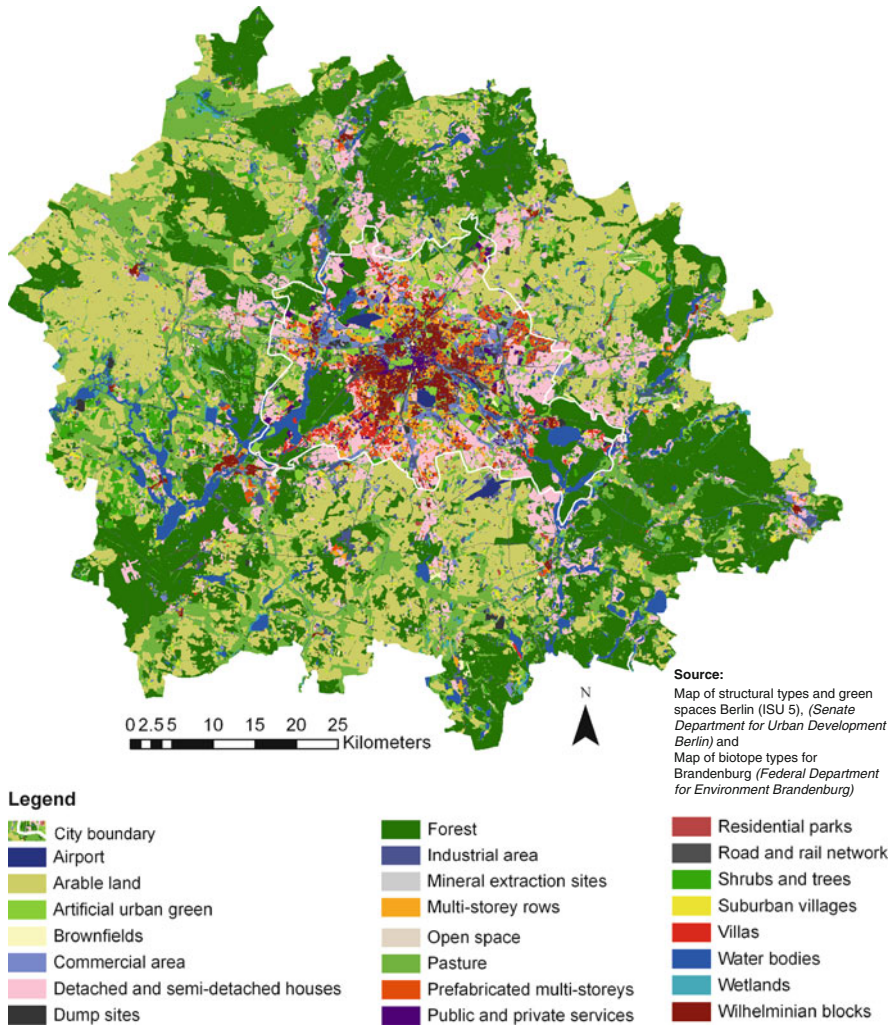 N
Source:
Map of structural types and green
spaces Berlin (ISU 5), (Senate
Department for Urban Development
Berlin) and
Map of biotope types for
Brandenburg (Federal Department
for Environment Brandenburg)
0 2.5 5 10 15 20 25
Kilometers
Legend
City boundary
Airport
Arable land
Artificial urban green
Brownfields
Commercial area
Detached and semi-detached houses
Dump sites
Forest
Industrial area
Mineral extraction sites
Multi-storey rows
Open space
Pasture
Prefabricated multi-storeys
Public and private services
Residential parks
Road and rail network
Shrubs and trees
Suburban villages
Villas
Water bodies
Wetlands
Wilhelminian blocks